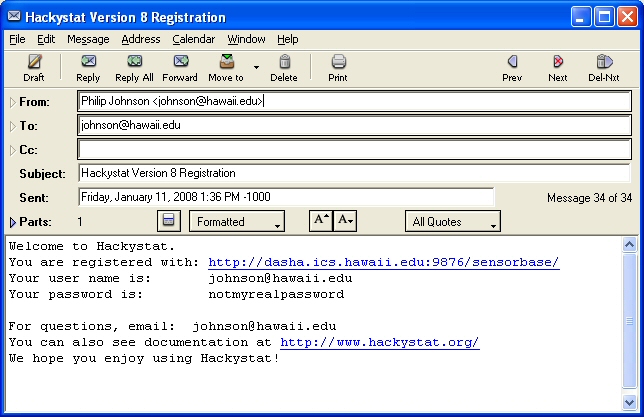 Hackystat Version 8 Registration
File Edit Message Address Calendar Window Help
Draft Reply Reply All Forward Move to Delete Print Prev Next Del-Nxt
From: Philip Johnson <johnson@hawaii.edu>
To: johnson@hawaii.edu
Cc:
Subject: Hackystat Version 8 Registration
Sent: Friday, January 11, 2008 1:36 PM -1000 Message 34 of 34
Parts: 1 Formatted A A All Quotes
Welcome to Hackystat.
You are registered with: http://dasha.ics.hawaii.edu:9876/sensorbase/
Your user name is: johnson@hawaii.edu
Your password is: notmyrealpassword
For questions, email: johnson@hawaii.edu
You can also see documentation at http://www.hackystat.org/
We hope you enjoy using Hackystat!